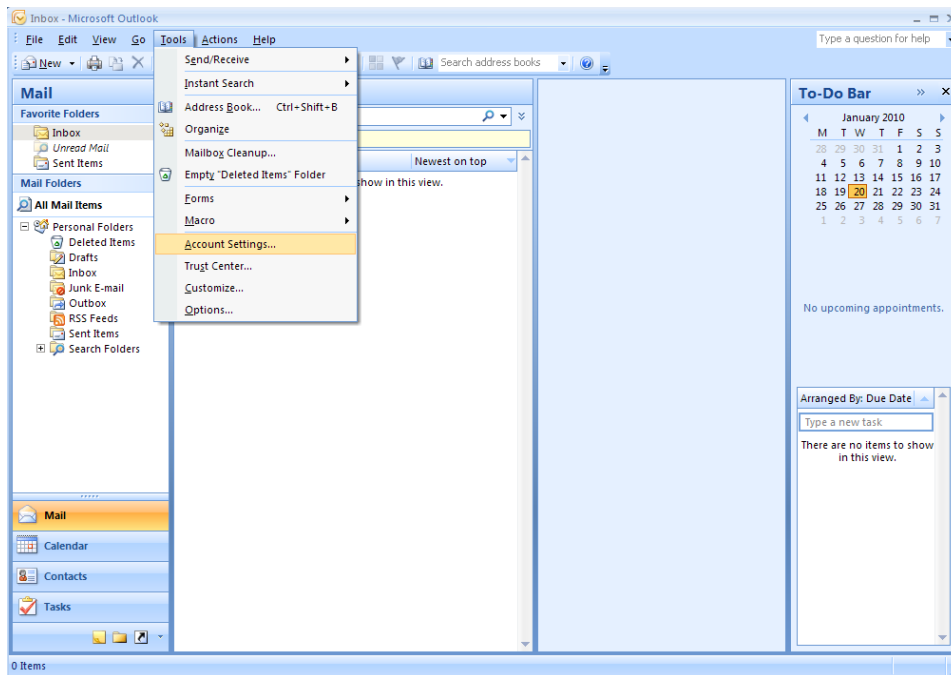 Inbox - Microsoft Outlook
File Edit View Go Tools Actions Help
Type a question for help
New
Search address books
Send/Receive
Instant Search
Address Book... Ctrl+Shift+B
Organize
Mailbox Cleanup...
Empty "Deleted Items" Folder
Forms
Macro
Account Settings...
Trust Center...
Customize...
Options...
Mail
Favorite Folders
Inbox
Unread Mail
Sent Items
Mail Folders
All Mail Items
Personal Folders
Deleted Items
Drafts
Inbox
Junk E-mail
Outbox
RSS Feeds
Sent Items
Search Folders
Mail
Calendar
Contacts
Tasks
Newest on top
show in this view.
To-Do Bar
January 2010
M T W T F S S
28 29 30 31 1 2 3
4 5 6 7 8 9 10
11 12 13 14 15 16 17
18 19 20 21 22 23 24
25 26 27 28 29 30 31
1 2 3 4 5 6 7
No upcoming appointments.
Arranged By: Due Date
Type a new task
There are no items to show
in this view.
0 Items